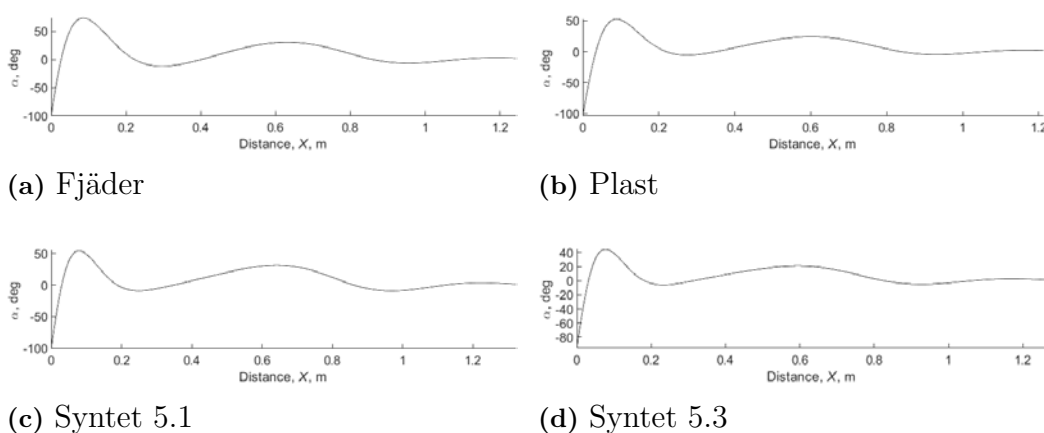 50
0
-50
-100
α, deg
0 0.2 0.4 0.6 0.8 1 1.2
Distance, X, m
(a) Fjäder
50
0
-50
-100
α, deg
0 0.2 0.4 0.6 0.8 1 1.2
Distance, X, m
(b) Plast
50
0
-50
-100
α, deg
0 0.2 0.4 0.6 0.8 1 1.2
Distance, X, m
(c) Syntet 5.1
40
20
0
-20
-40
-60
-80
α, deg
0 0.2 0.4 0.6 0.8 1 1.2
Distance, X, m
(d) Syntet 5.3